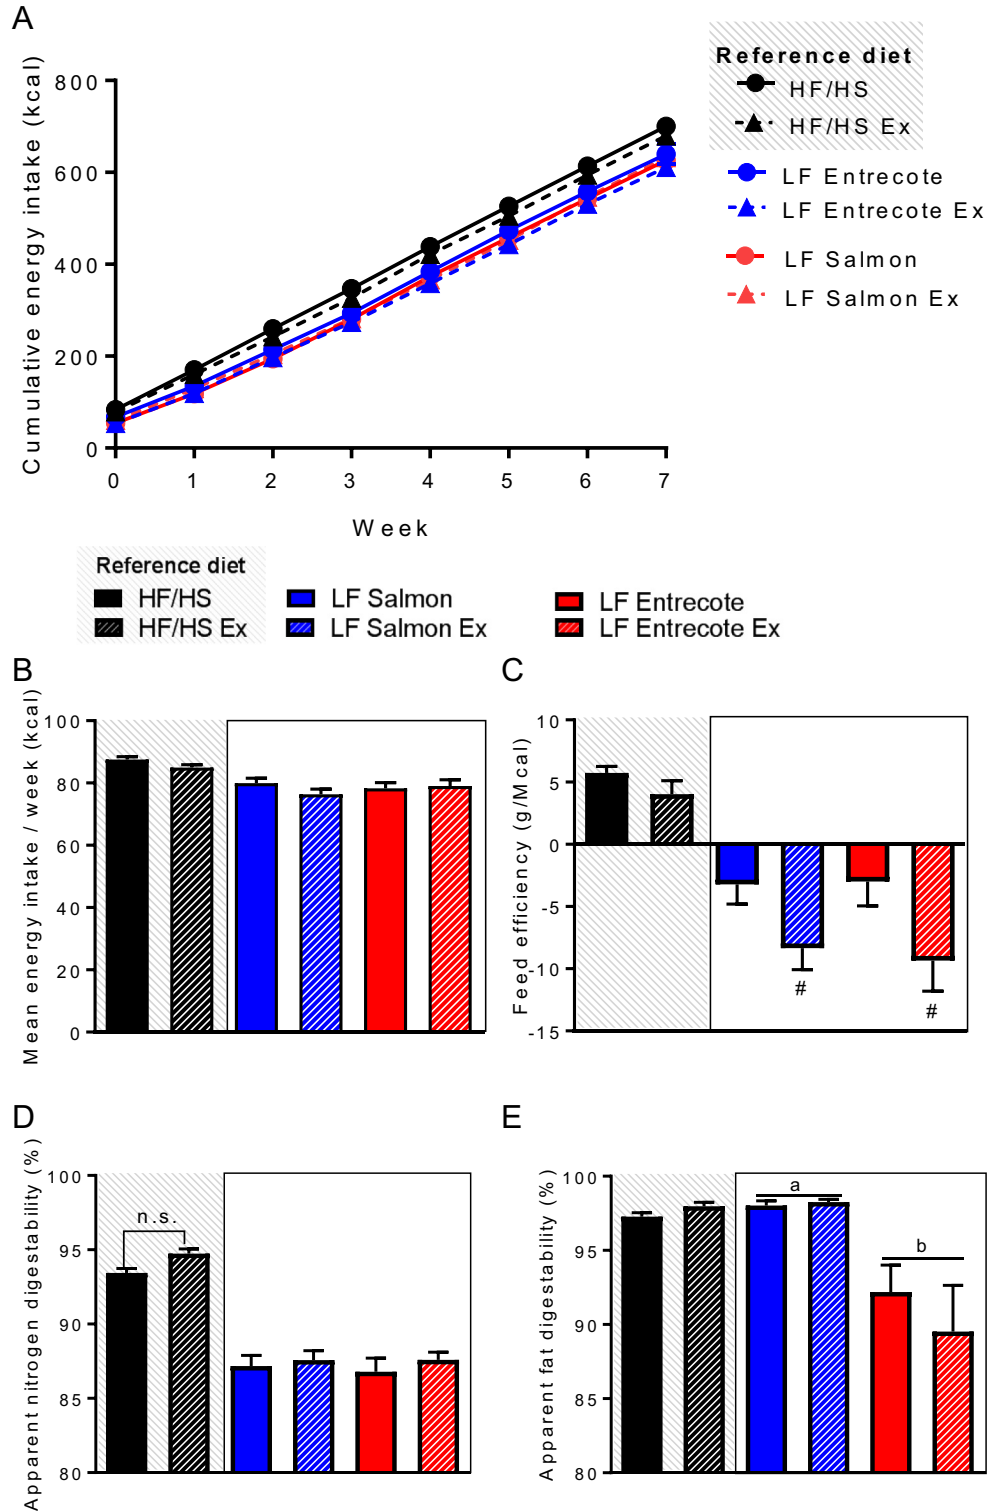 A
Cumulative energy intake (kcal)
800
600
400
200
0
0 1 2 3 4 5 6 7
Week
Reference diet
HF/HS
HF/HS Ex
LF Entrecote
LF Entrecote Ex
LF Salmon
LF Salmon Ex
Reference diet
HF/HS LF Salmon LF Entrecote
HF/HS Ex LF Salmon Ex LF Entrecote Ex
B
Mean energy intake / week (kcal)
100
80
60
40
20
0
C
Feed efficiency (g/Mcal)
10
5
0
-5
-10
-15
# #
D
Apparent nitrogen digestability (%)
100
95
90
85
80
n.s.
E
Apparent fat digestability (%)
100
95
90
85
80
a
b